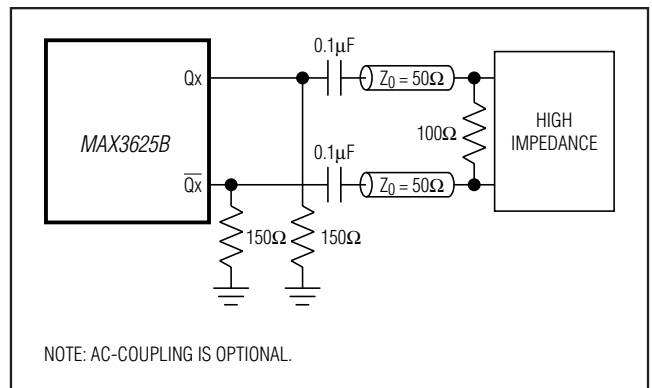 0.1µF
Qx
Z0 = 50Ω
MAX3625B
100Ω
HIGH
IMPEDANCE
0.1µF
Q̅x̅
Z0 = 50Ω
150Ω
150Ω
NOTE: AC-COUPLING IS OPTIONAL.